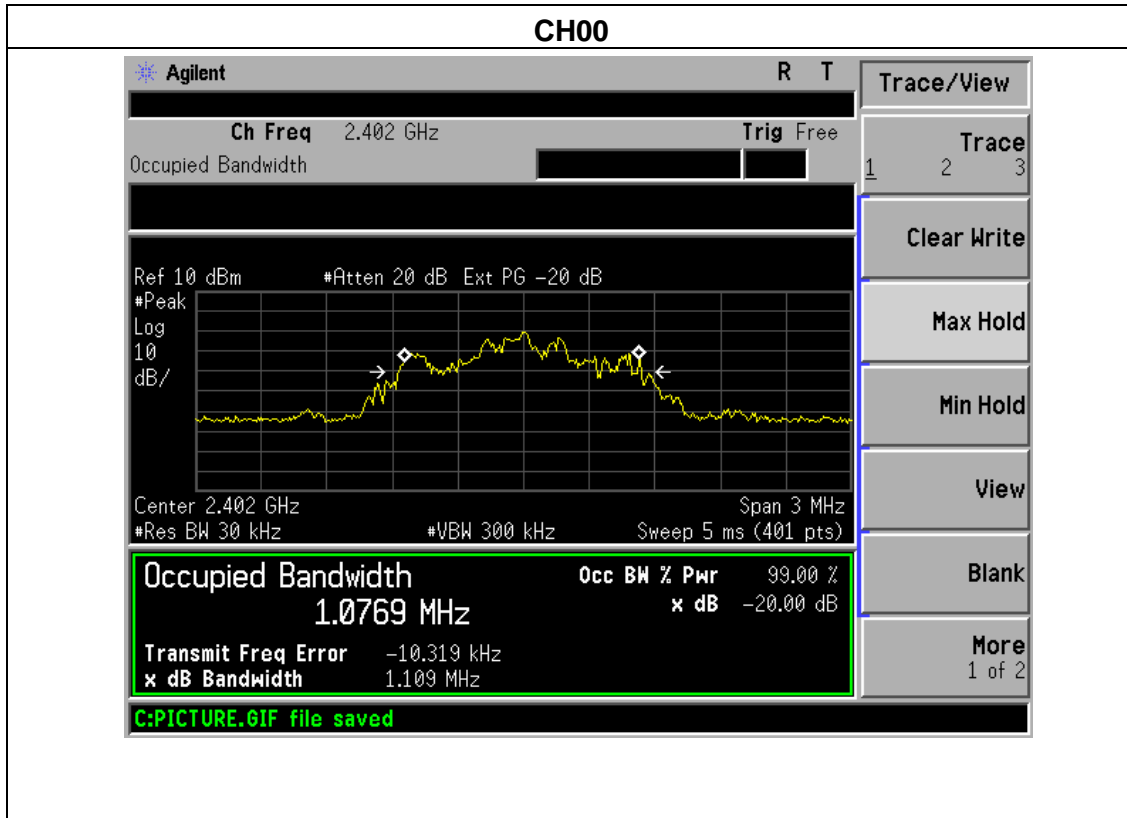 CH00
Agilent R T
Ch Freq 2.402 GHz Trig Free
Occupied Bandwidth
Ref 10 dBm #Atten 20 dB Ext PG -20 dB
#Peak
Log
10
dB/
Center 2.402 GHz Span 3 MHz
#Res BW 30 kHz #VBW 300 kHz Sweep 5 ms (401 pts)
Occupied Bandwidth Occ BW % Pwr 99.00 %
1.0769 MHz x dB -20.00 dB
Transmit Freq Error -10.319 kHz
x dB Bandwidth 1.109 MHz
C:PICTURE.GIF file saved
Trace/View
Trace
1 2 3
Clear Write
Max Hold
Min Hold
View
Blank
More
1 of 2